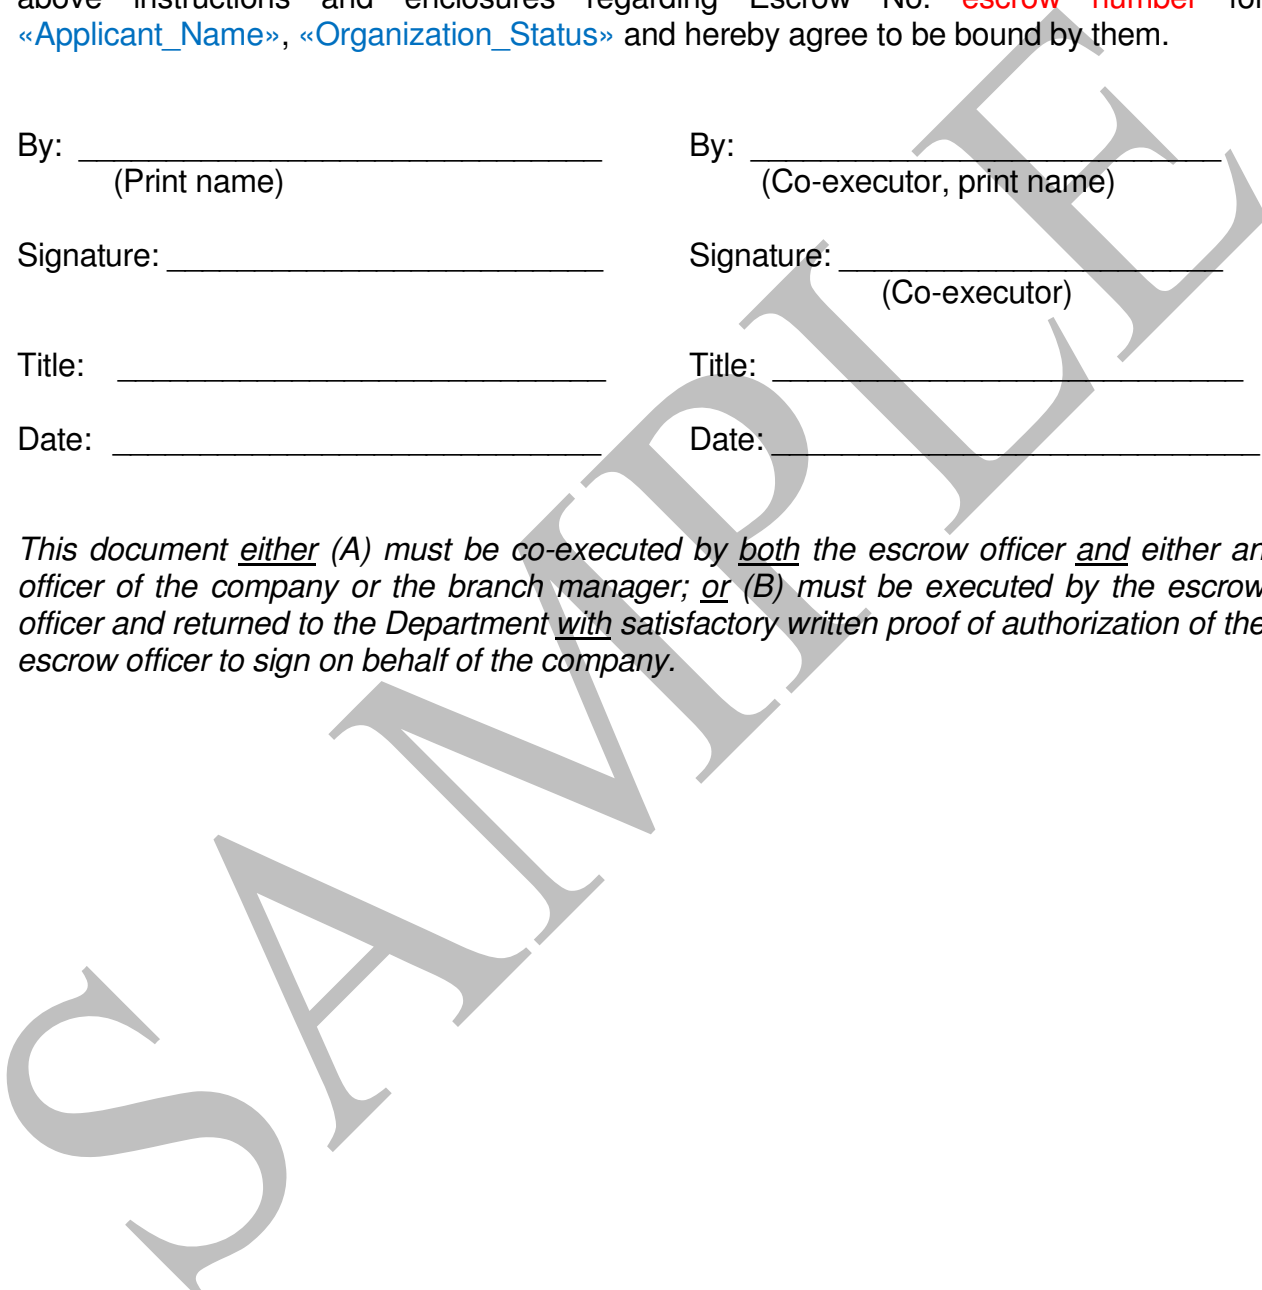 above instructions and enclosures regarding Escrow No. escrow number for
«Applicant_Name», «Organization_Status» and hereby agree to be bound by them.
By: ______________________________ By: ___________________________
(Print name) (Co-executor, print name)
Signature: _________________________ Signature: ______________________
(Co-executor)
Title: ____________________________ Title: ___________________________
Date: ____________________________ Date: ____________________________
This document either (A) must be co-executed by both the escrow officer and either an
officer of the company or the branch manager; or (B) must be executed by the escrow
officer and returned to the Department with satisfactory written proof of authorization of the
escrow officer to sign on behalf of the company.
SAMPLE